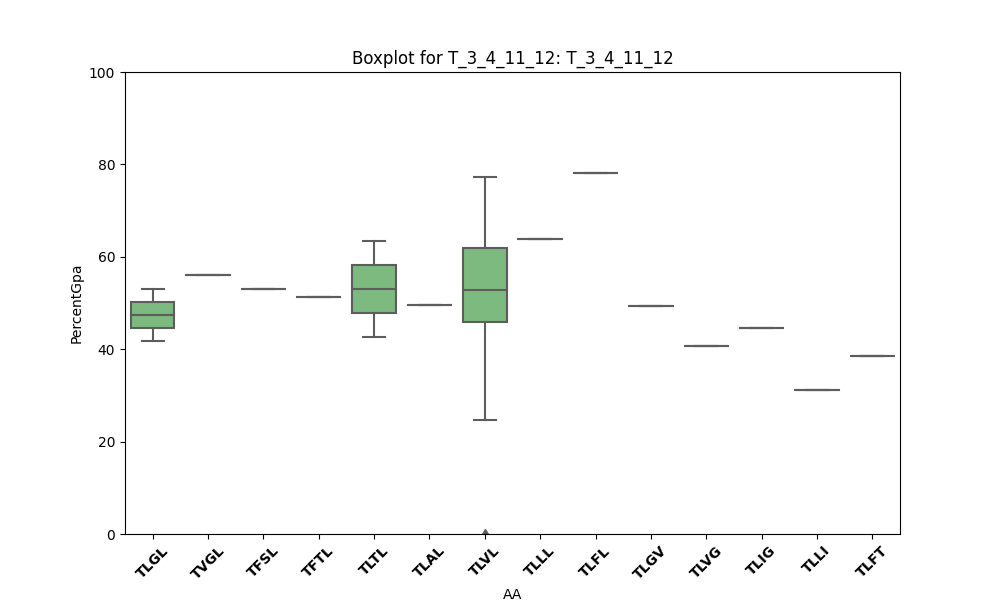 Boxplot for T_3_4_11_12: T_3_4_11_12
PercentGpa
100
80
60
40
20
0
TLGL TVGL TFSL TFTL TLTL TLAL TLVL TLLL TLFL TLGV TLVG TLIG TLLI TLFT
AA